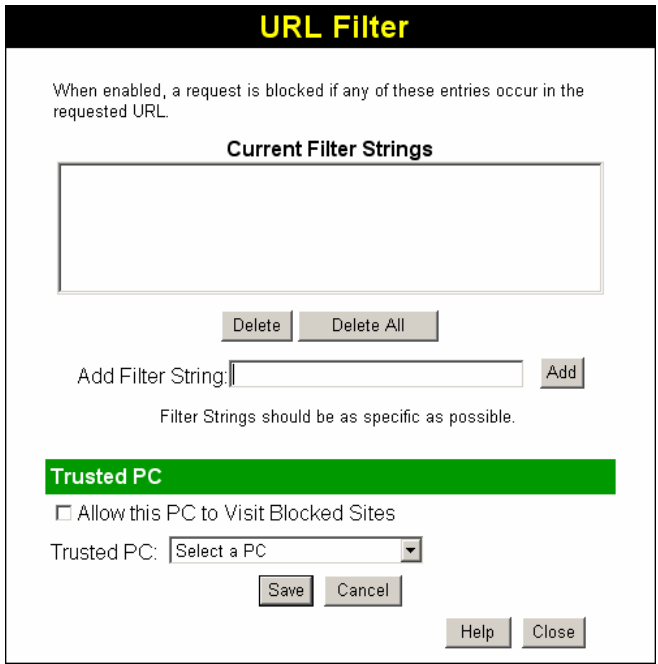 URL Filter
When enabled, a request is blocked if any of these entries occur in the
requested URL.
Current Filter Strings
Delete Delete All
Add Filter String: Add
Filter Strings should be as specific as possible.
Trusted PC
Allow this PC to Visit Blocked Sites
Trusted PC: Select a PC
Save Cancel
Help Close